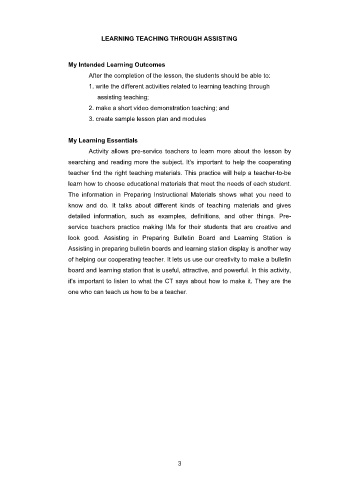 LEARNING TEACHING THROUGH ASSISTING
My Intended Learning Outcomes
After the completion of the lesson, the students should be able to:
1. write the different activities related to learning teaching through
assisting teaching;
2. make a short video demonstration teaching; and
3. create sample lesson plan and modules
My Learning Essentials
Activity allows pre-service teachers to learn more about the lesson by
searching and reading more the subject. It's important to help the cooperating
teacher find the right teaching materials. This practice will help a teacher-to-be
learn how to choose educational materials that meet the needs of each student.
The information in Preparing Instructional Materials shows what you need to
know and do. It talks about different kinds of teaching materials and gives
detailed information, such as examples, definitions, and other things. Pre-
service teachers practice making IMs for their students that are creative and
look good. Assisting in Preparing Bulletin Board and Learning Station is
Assisting in preparing bulletin boards and learning station display is another way
of helping our cooperating teacher. It lets us use our creativity to make a bulletin
board and learning station that is useful, attractive, and powerful. In this activity,
it's important to listen to what the CT says about how to make it. They are the
one who can teach us how to be a teacher.
3